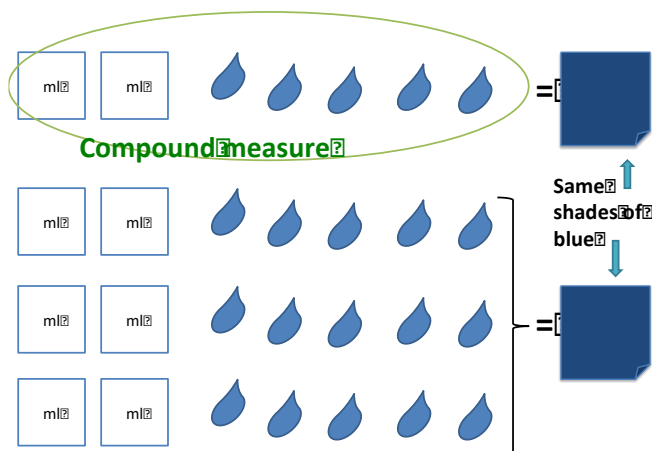 ml⍰ ml⍰ =⍰
Compound⍰measure⍰
Same⍰
shades⍰of⍰
blue⍰
ml⍰ ml⍰
ml⍰ ml⍰ =⍰
ml⍰ ml⍰